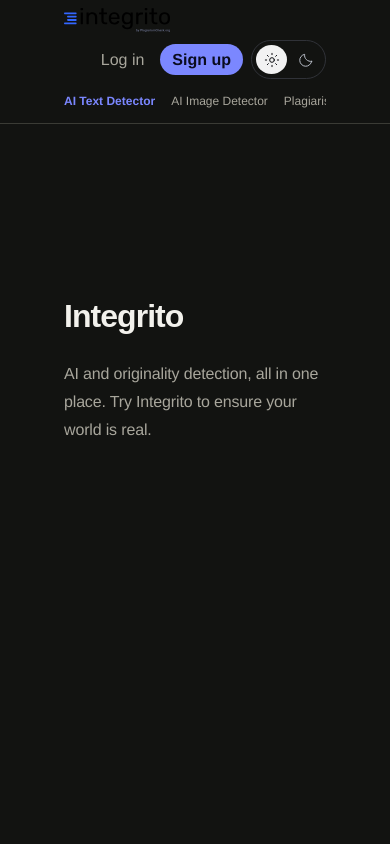 integrito
Log in
Sign up
AI Text Detector
AI Image Detector
Plagiaris
Integrito
AI and originality detection, all in one
place. Try Integrito to ensure your
world is real.